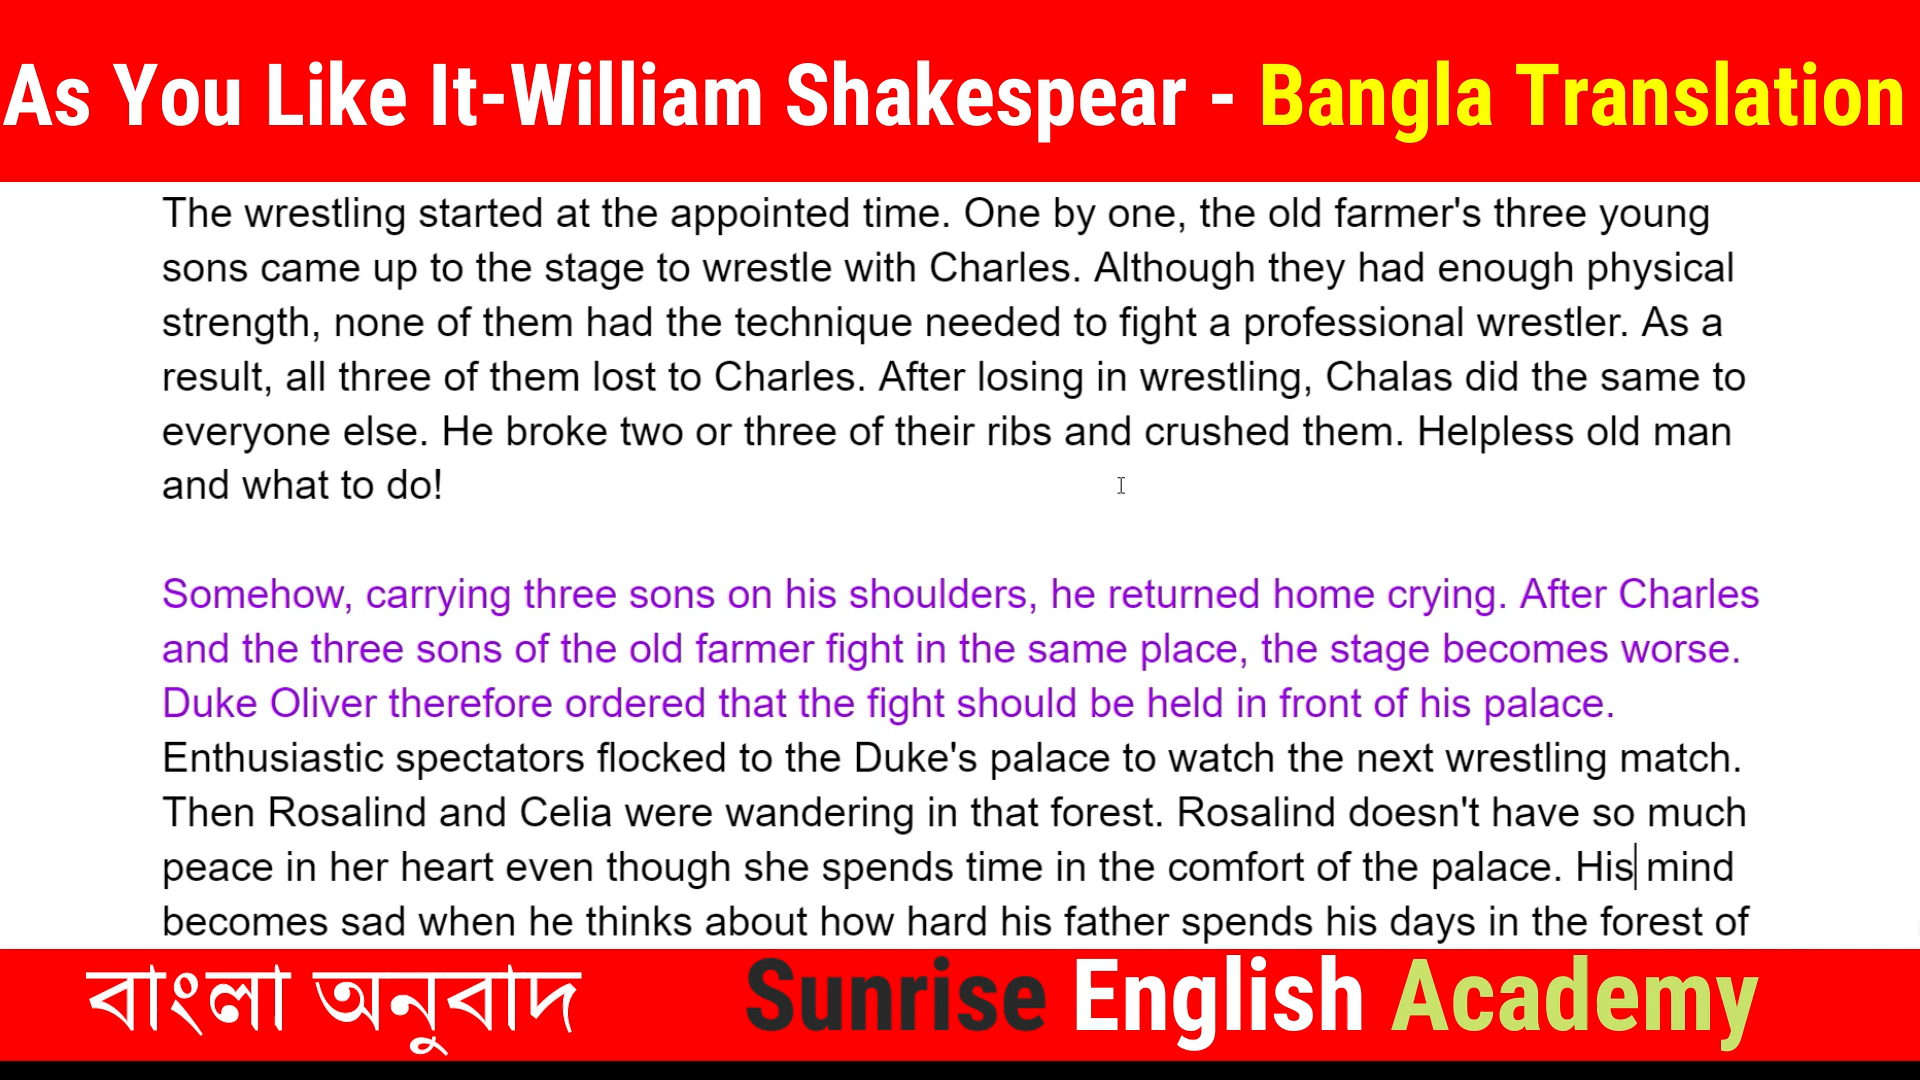 As You Like It-William Shakespear - Bangla Translation
The wrestling started at the appointed time. One by one, the old farmer's three young
sons came up to the stage to wrestle with Charles. Although they had enough physical
strength, none of them had the technique needed to fight a professional wrestler. As a
result, all three of them lost to Charles. After losing in wrestling, Chalas did the same to
everyone else. He broke two or three of their ribs and crushed them. Helpless old man
and what to do!
Somehow, carrying three sons on his shoulders, he returned home crying. After Charles
and the three sons of the old farmer fight in the same place, the stage becomes worse.
Duke Oliver therefore ordered that the fight should be held in front of his palace.
Enthusiastic spectators flocked to the Duke's palace to watch the next wrestling match.
Then Rosalind and Celia were wandering in that forest. Rosalind doesn't have so much
peace in her heart even though she spends time in the comfort of the palace. His mind
becomes sad when he thinks about how hard his father spends his days in the forest of
বাংলা অনুবাদ Sunrise English Academy